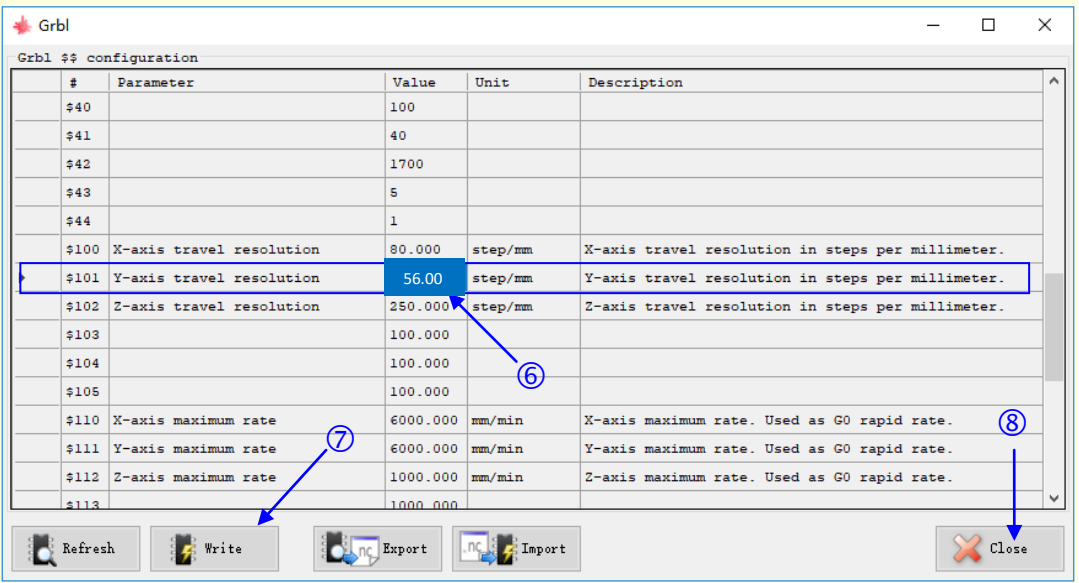 Grbl
Grbl $$ configuration
# Parameter Value Unit Description
$40 100
$41 40
$42 1700
$43 5
$44 1
$100 X-axis travel resolution 80.000 step/mm X-axis travel resolution in steps per millimeter.
$101 Y-axis travel resolution 56.00 step/mm Y-axis travel resolution in steps per millimeter.
$102 Z-axis travel resolution 250.000 step/mm Z-axis travel resolution in steps per millimeter.
$103 100.000
$104 100.000
⑥
$105 100.000
$110 X-axis maximum rate 6000.000 mm/min X-axis maximum rate. Used as G0 rapid rate.
⑧
⑦
$111 Y-axis maximum rate 6000.000 mm/min Y-axis maximum rate. Used as G0 rapid rate.
$112 Z-axis maximum rate 1000.000 mm/min Z-axis maximum rate. Used as G0 rapid rate.
$113 1000.000
Refresh Write .nc Export .nc Import Close